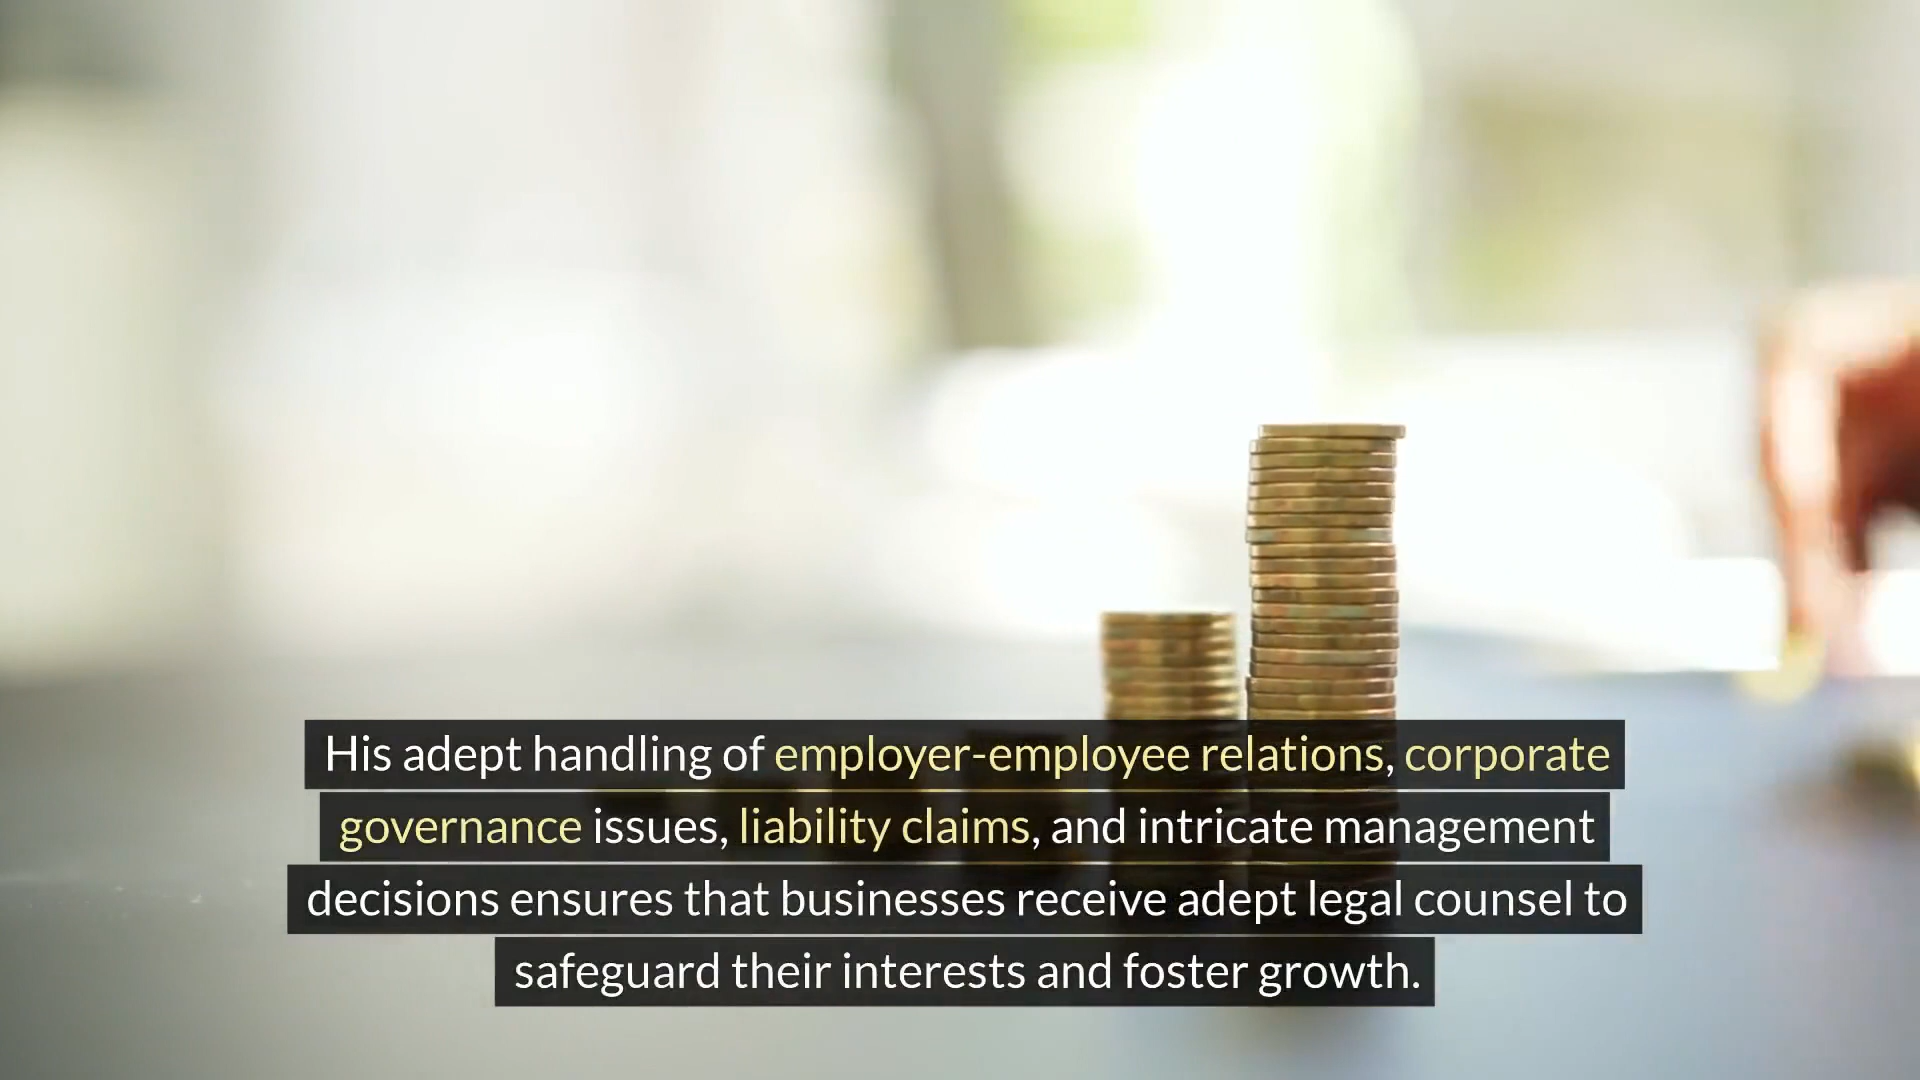 His adept handling of employer-employee relations, corporate
governance issues, liability claims, and intricate management
decisions ensures that businesses receive adept legal counsel to
safeguard their interests and foster growth.